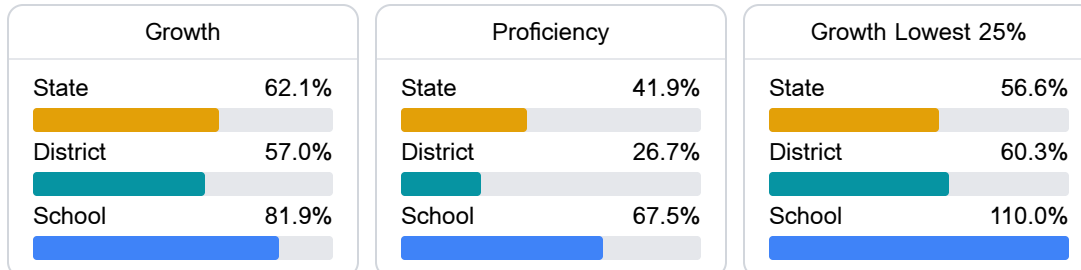 Growth
State 62.1%
District 57.0%
School 81.9%
Proficiency
State 41.9%
District 26.7%
School 67.5%
Growth Lowest 25%
State 56.6%
District 60.3%
School 110.0%